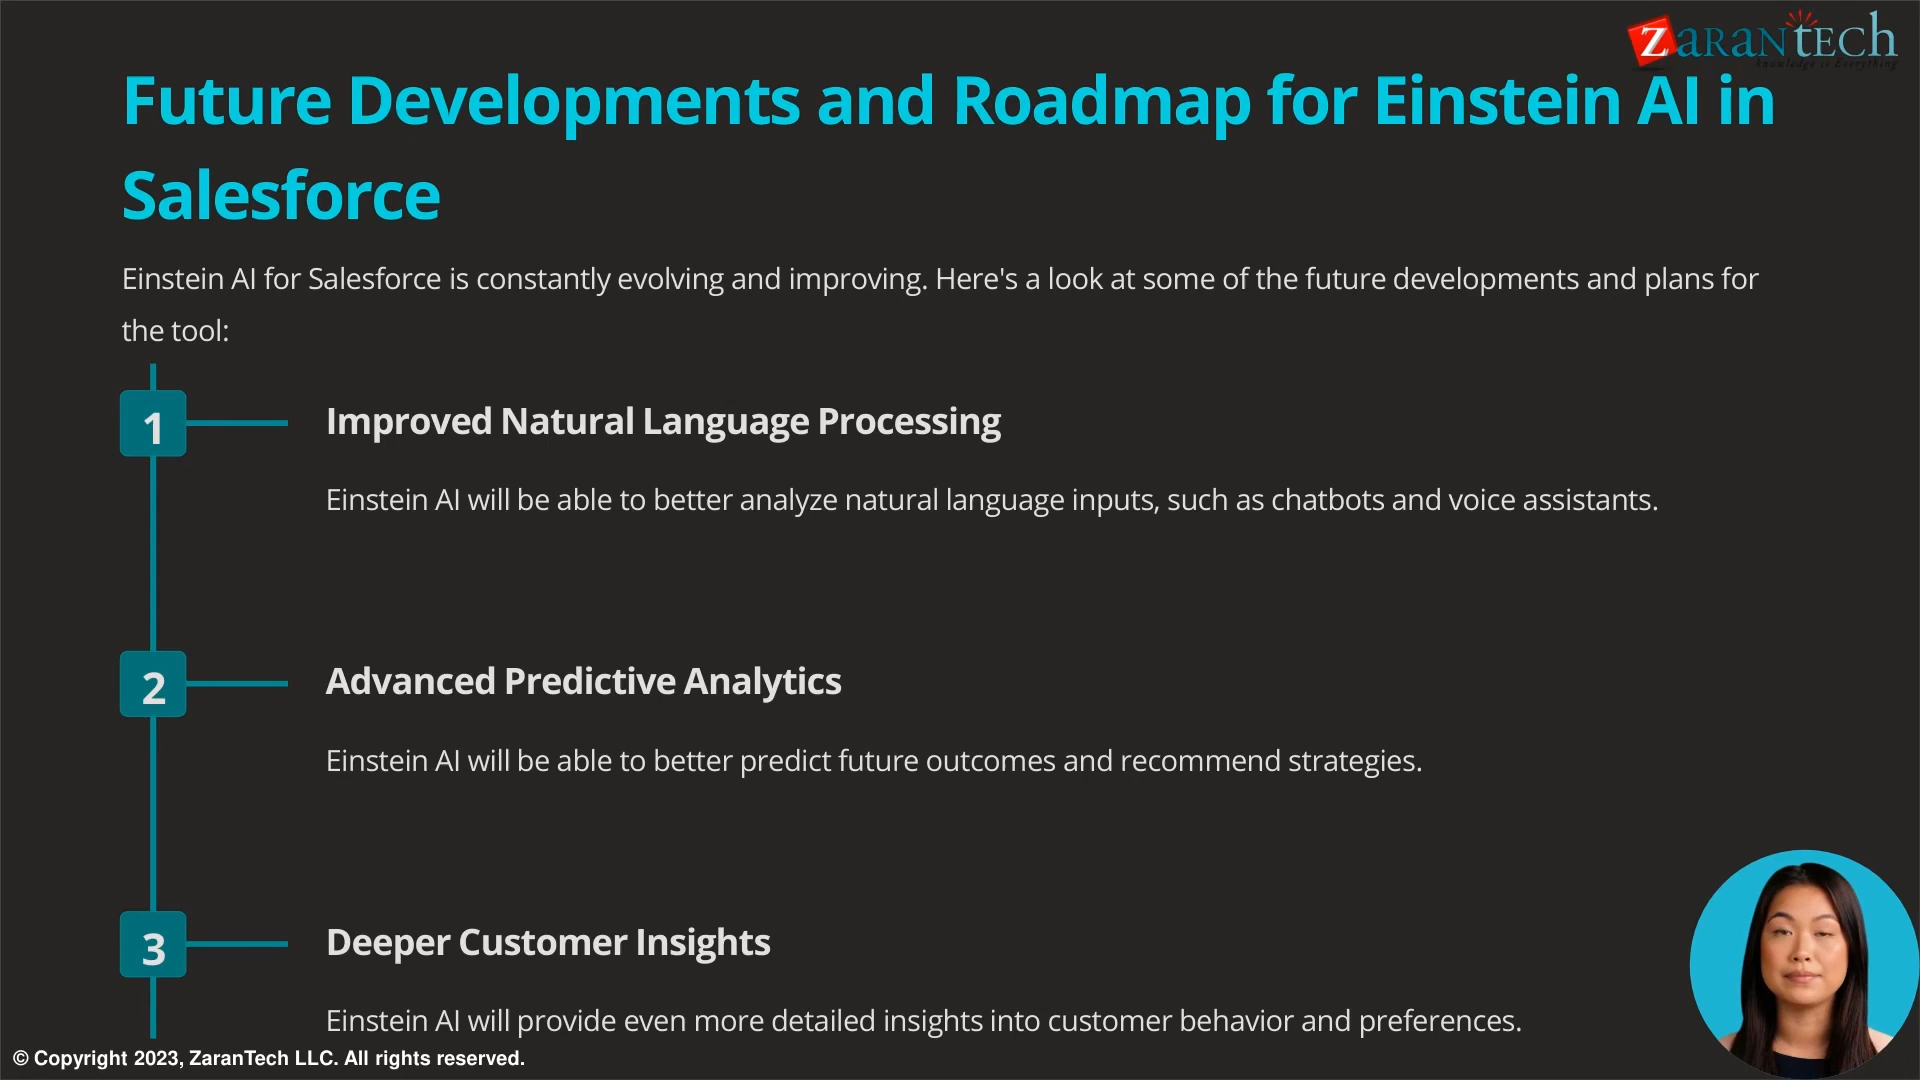 ZaranTech
knowledge is Everything
Future Developments and Roadmap for Einstein AI in
Salesforce
Einstein AI for Salesforce is constantly evolving and improving. Here's a look at some of the future developments and plans for
the tool:
1
Improved Natural Language Processing
Einstein AI will be able to better analyze natural language inputs, such as chatbots and voice assistants.
2
Advanced Predictive Analytics
Einstein AI will be able to better predict future outcomes and recommend strategies.
3
Deeper Customer Insights
Einstein AI will provide even more detailed insights into customer behavior and preferences.
© Copyright 2023, ZaranTech LLC. All rights reserved.